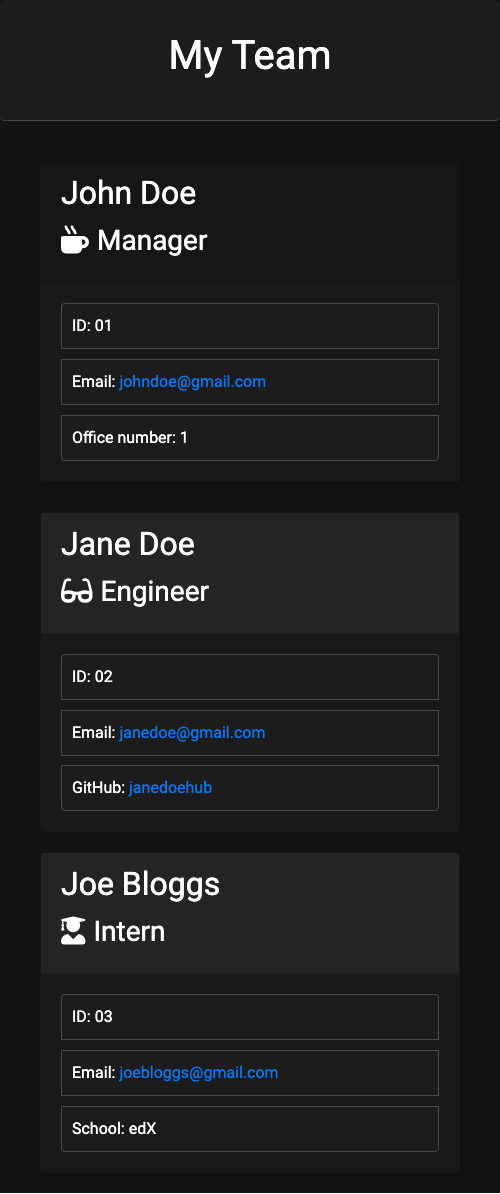 My Team
John Doe
Manager
ID: 01
Email: johndoe@gmail.com
Office number: 1
Jane Doe
Engineer
ID: 02
Email: janedoe@gmail.com
GitHub: janedoehub
Joe Bloggs
Intern
ID: 03
Email: joebloggs@gmail.com
School: edX